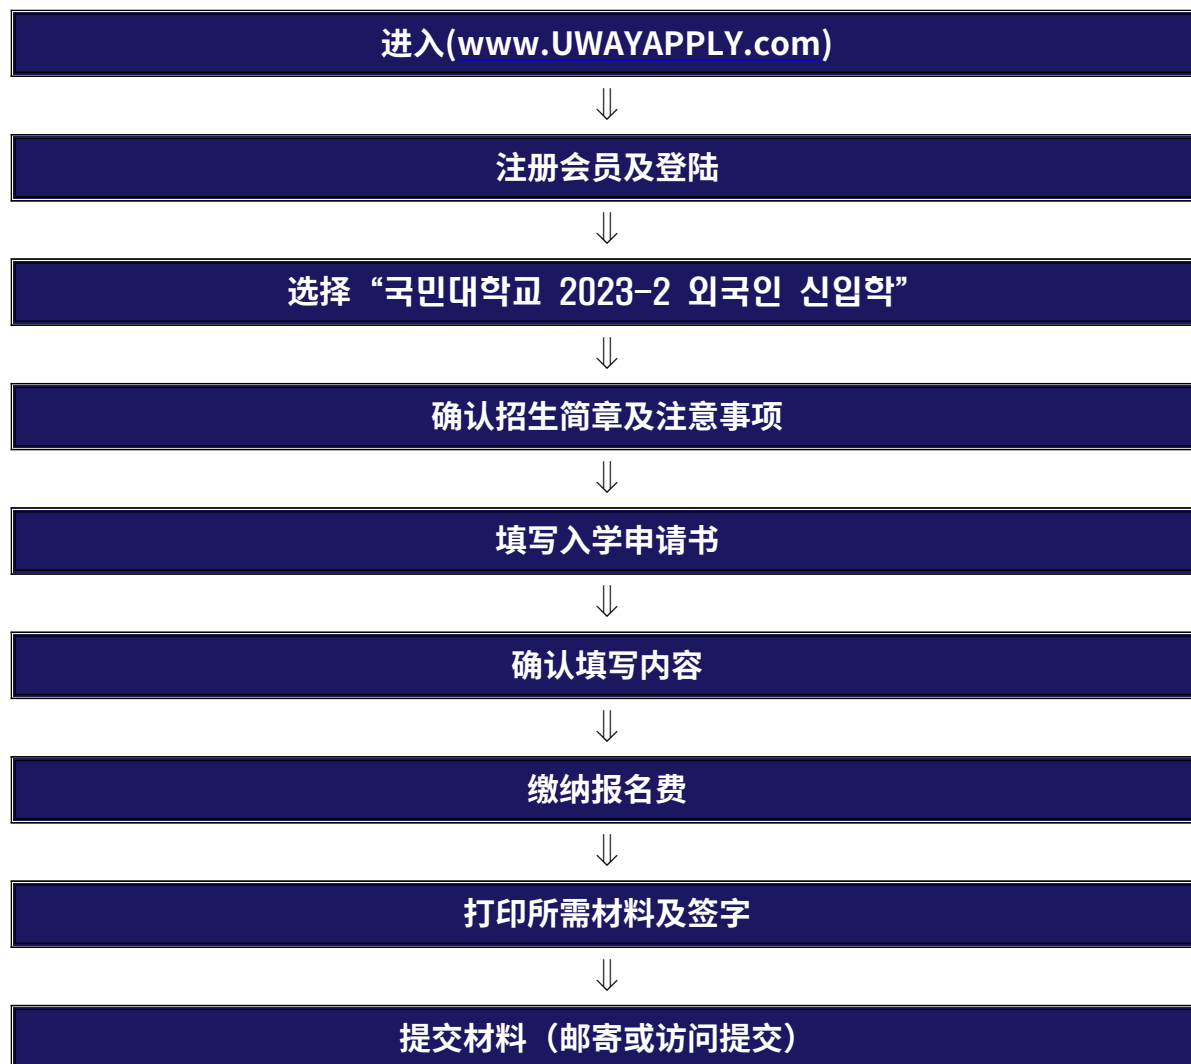 进入(www.UWAYAPPLY.com)
⇓
注册会员及登陆
⇓
选择“국민대학교 2023-2 외국인 신입학”
⇓
确认招生简章及注意事项
⇓
填写入学申请书
⇓
确认填写内容
⇓
缴纳报名费
⇓
打印所需材料及签字
⇓
提交材料（邮寄或访问提交）